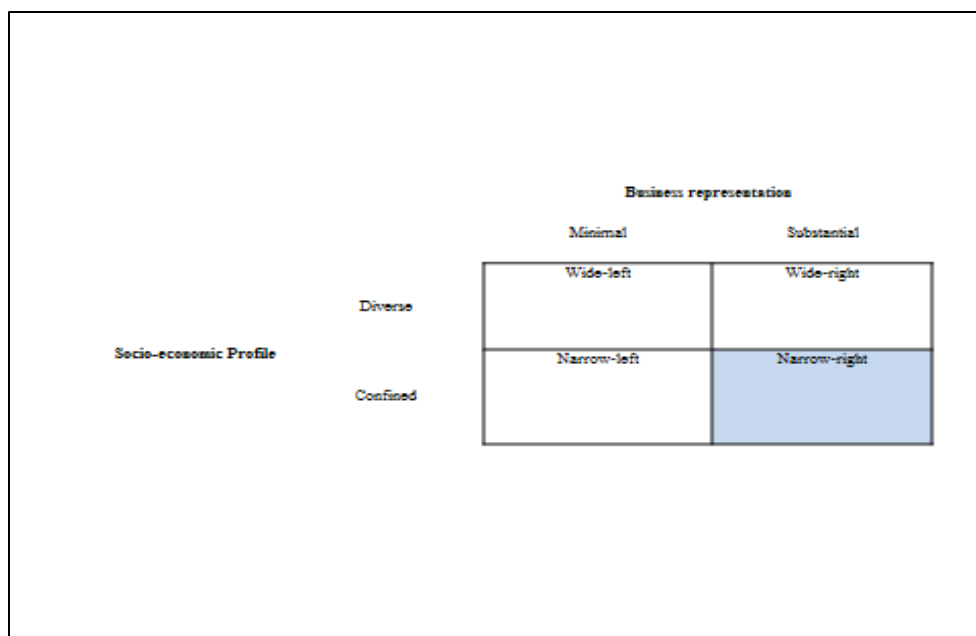 Business representation
Minimal Substantial
Wide-left Wide-right
Diverse
Socio-economic Profile
Narrow-left Narrow-right
Confined